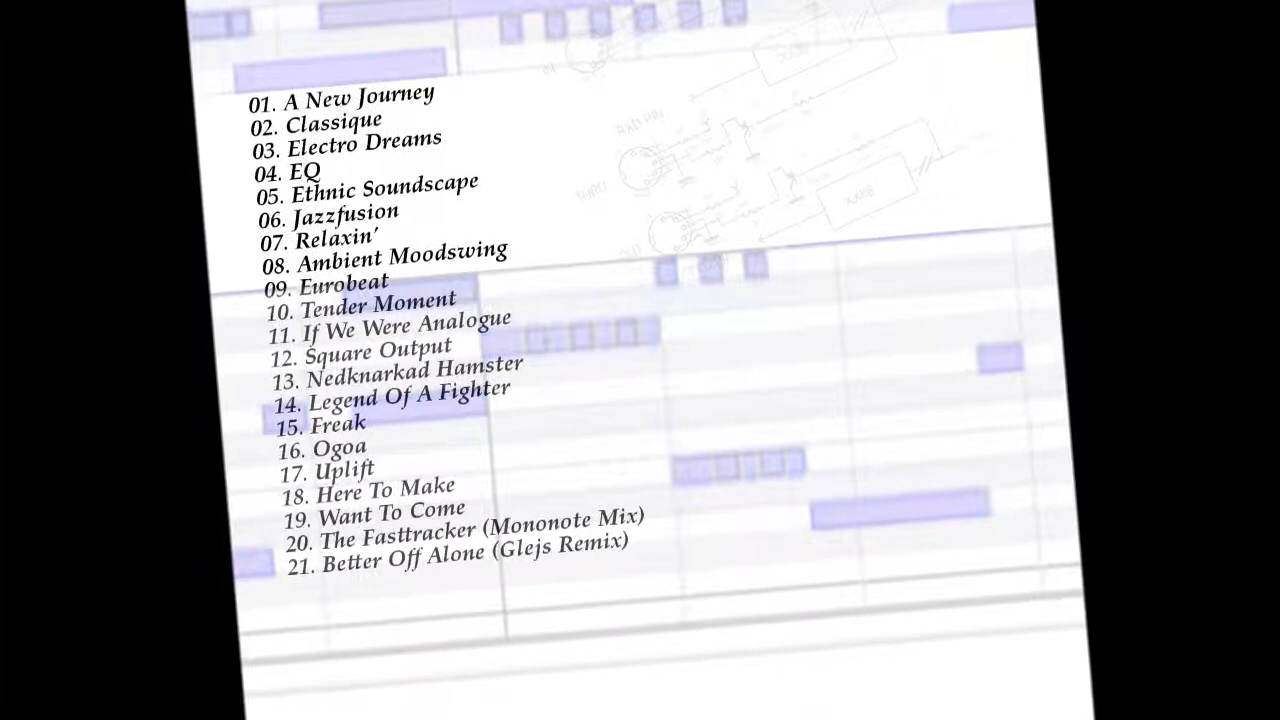 01. A New Journey
02. Classique
03. Electro Dreams
04. EQ
05. Ethnic Soundscape
06. Jazzfusion
07. Relaxin'
08. Ambient Moodswing
09. Eurobeat
10. Tender Moment
11. If We Were Analogue
12. Square Output
13. Nedknarkad Hamster
14. Legend Of A Fighter
15. Freak
16. Ogoa
17. Uplift
18. Here To Make
19. Want To Come
20. The Fasttracker (Mononote Mix)
21. Better Off Alone (Glejs Remix)
THRU